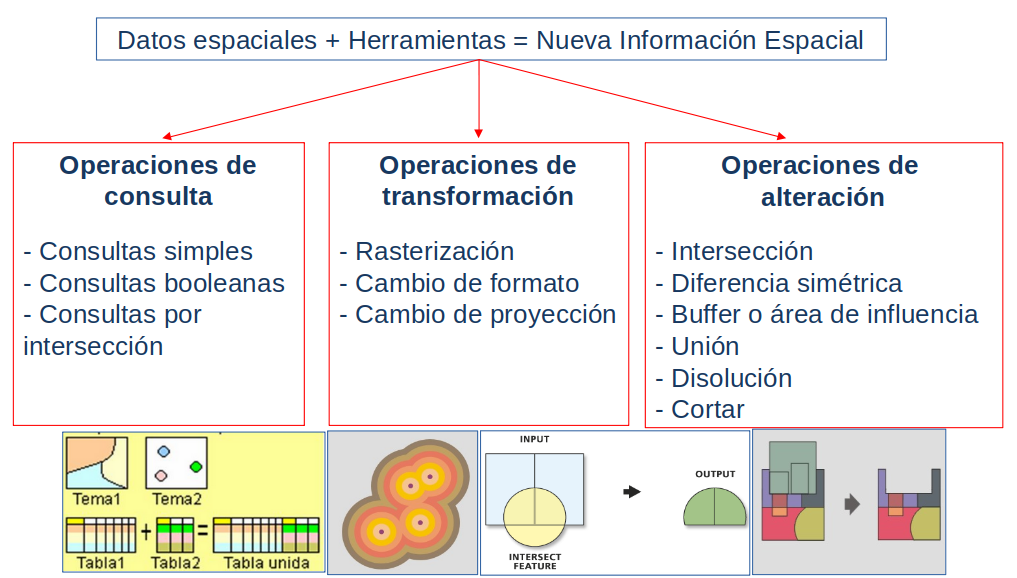 Datos espaciales + Herramientas = Nueva Información Espacial
Operaciones de
consulta
- Consultas simples
- Consultas booleanas
- Consultas por
intersección
Operaciones de
transformación
- Rasterización
- Cambio de formato
- Cambio de proyección
Operaciones de
alteración
- Intersección
- Diferencia simétrica
- Buffer o área de influencia
- Unión
- Disolución
- Cortar
Tema1
Tema2
+
=
Tabla1
Tabla2
Tabla unida
INPUT
OUTPUT
INTERSECT
FEATURE